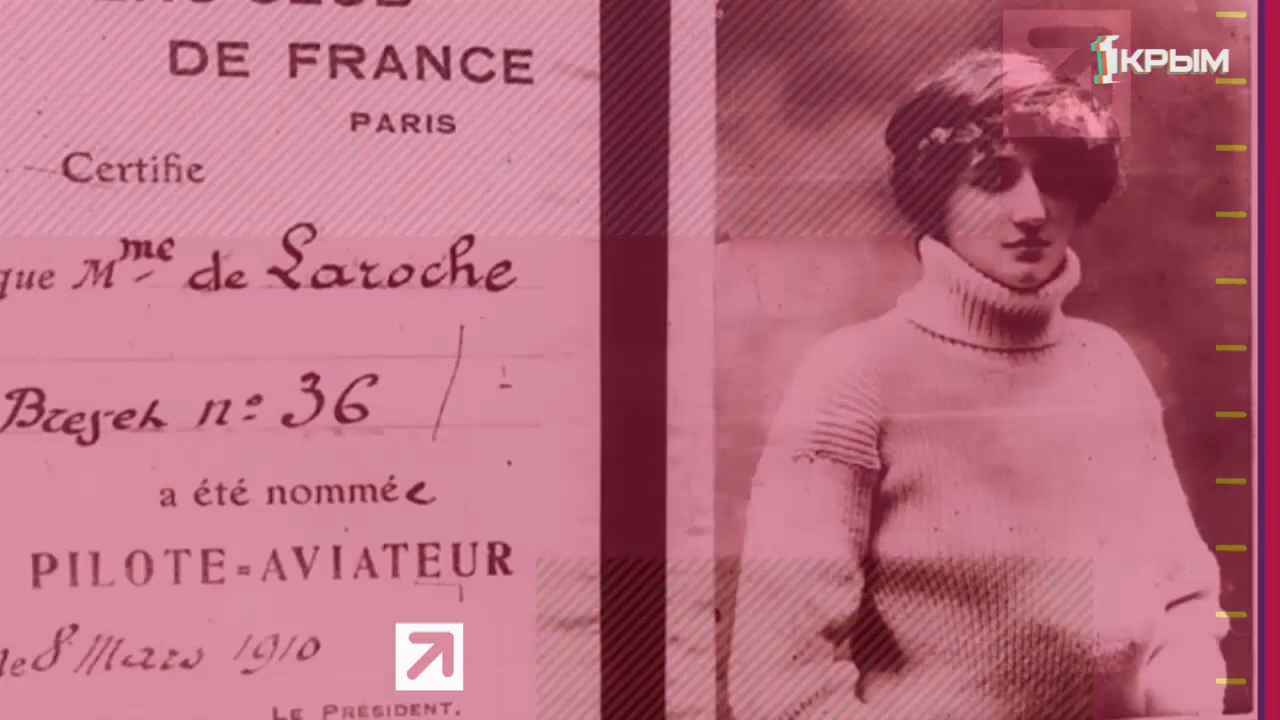 DE FRANCE
PARIS
Certifie
que Mme de Laroche
Brevet n° 36
a été nommée
PILOTE=AVIATEUR
le 8 Mars 1910
LE PRÉSIDENT.
1КРЫМ